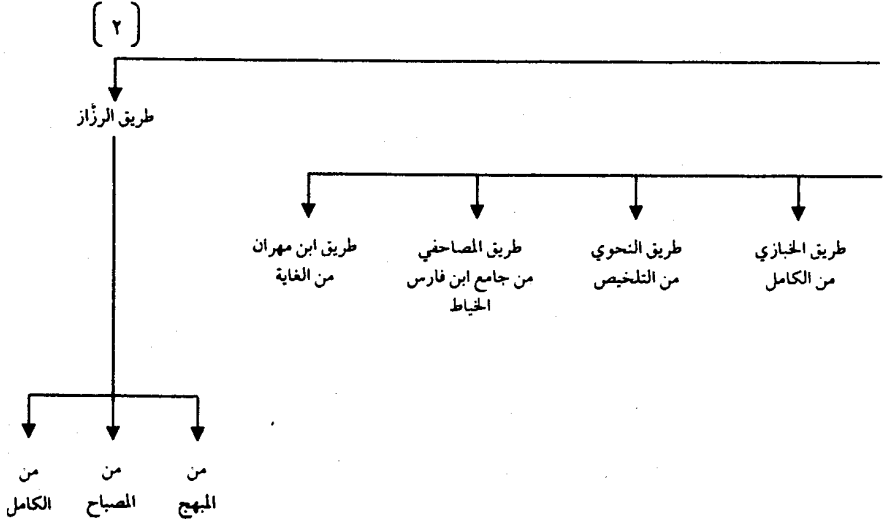 (٢)
طريق الرزَّاز
طريق الخبازي
من الكامل
طريق النحوي
من التلخيص
طريق المصاحفي
من جامع ابن فارس
الخياط
طريق ابن مهران
من الغاية
من
المبهج
من
المصباح
من
الكامل